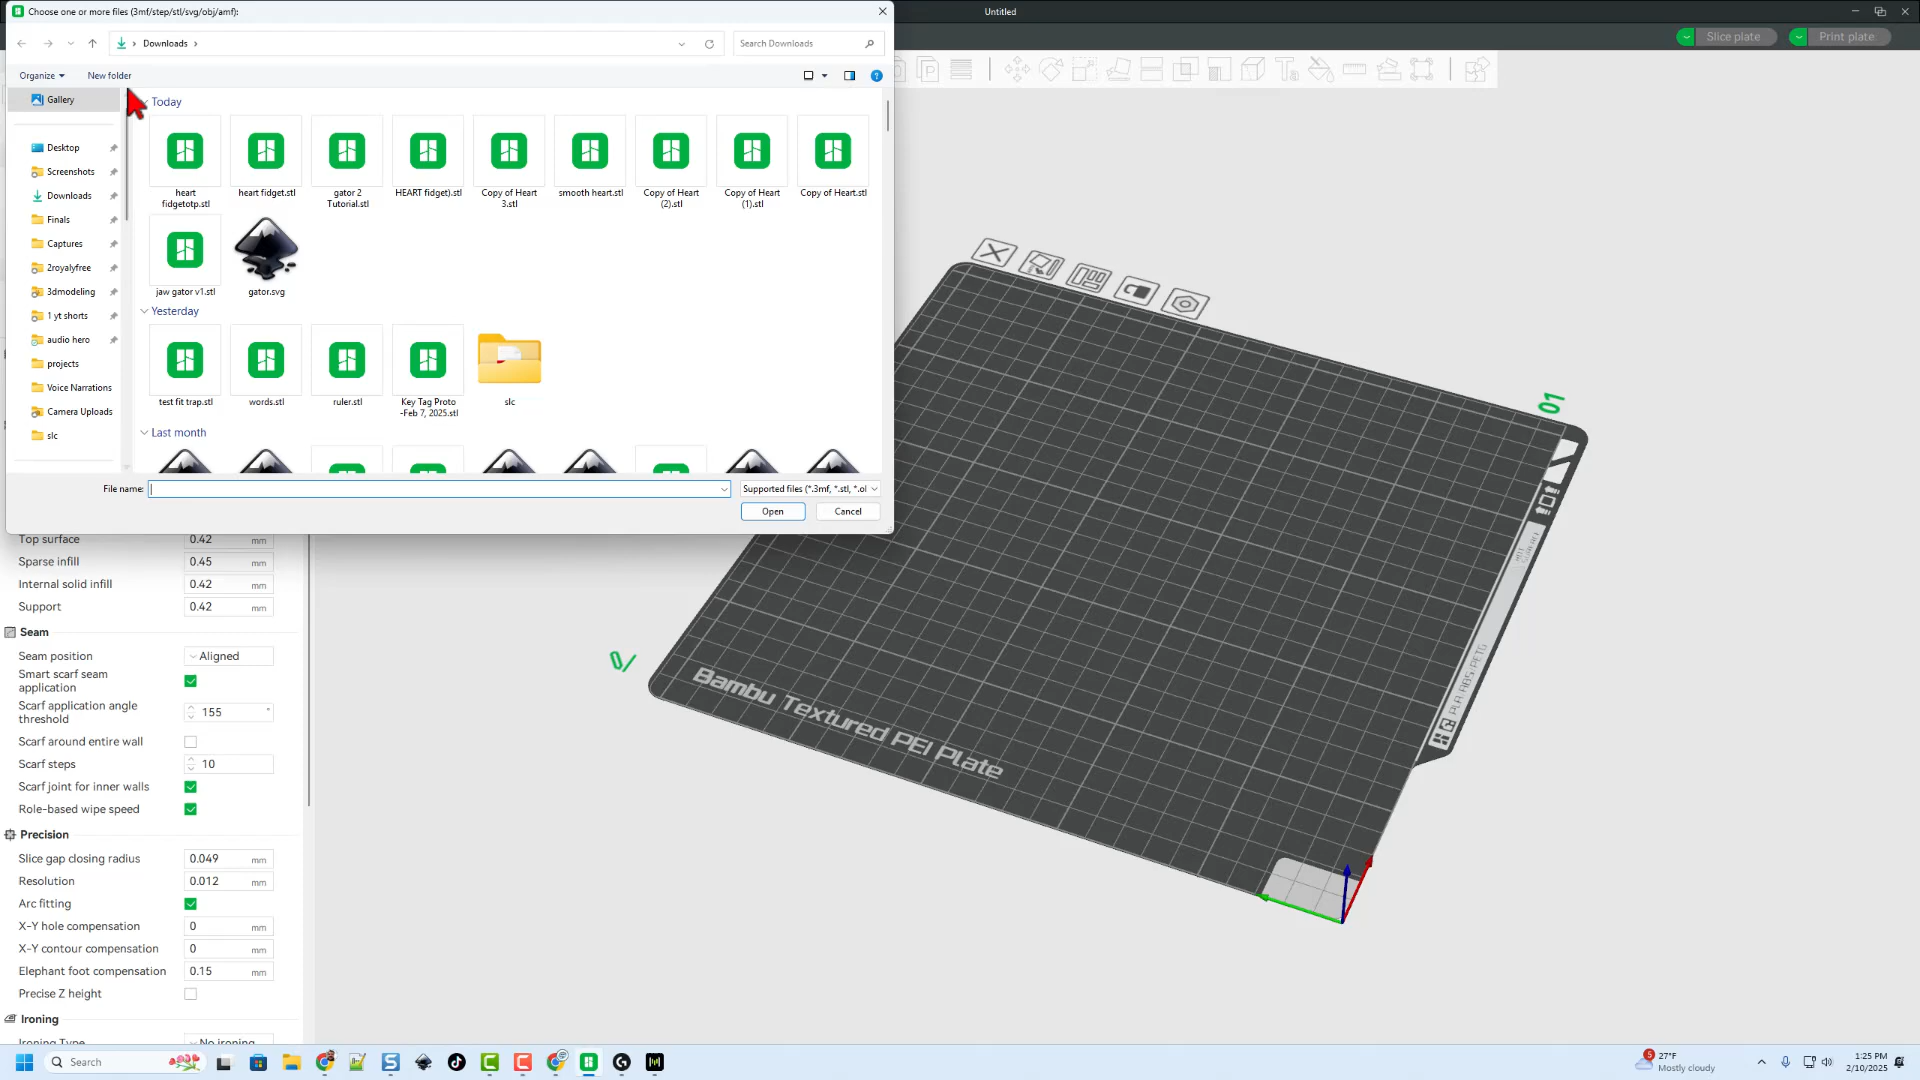 Choose one or more files (3mf/step/stl/svg/obj/amf):
Untitled
Downloads
Search Downloads
Slice plate
Print plate
Organize
New folder
Gallery
Desktop
Screenshots
Downloads
Finals
Captures
2royalyfree
3dmodeling
1 yt shorts
audio hero
projects
Voice Narrations
Camera Uploads
slc
Today
heart fidgetotp.stl
heart fidget.stl
gator 2 Tutorial.stl
HEART fidget).stl
Copy of Heart 3.stl
smooth heart.stl
Copy of Heart (2).stl
Copy of Heart (1).stl
Copy of Heart.stl
jaw gator v1.stl
gator.svg
Yesterday
test fit trap.stl
words.stl
ruler.stl
Key Tag Proto -Feb 7, 2025.stl
slc
Last month
File name:
Supported files (*.3mf, *.stl, *.ol
Open
Cancel
Top surface 0.42 mm
Sparse infill 0.45 mm
Internal solid infill 0.42 mm
Support 0.42 mm
Seam
Seam position Aligned
Smart scarf seam application
Scarf application angle threshold 155 °
Scarf around entire wall
Scarf steps 10
Scarf joint for inner walls
Role-based wipe speed
Precision
Slice gap closing radius 0.049 mm
Resolution 0.012 mm
Arc fitting
X-Y hole compensation 0 mm
X-Y contour compensation 0 mm
Elephant foot compensation 0.15 mm
Precise Z height
Ironing
Ironing Type No ironing
01
Bambu Textured PEI Plate
PLA/ABS/PETG
Search
5
27°F
Mostly cloudy
1:25 PM
2/10/2025